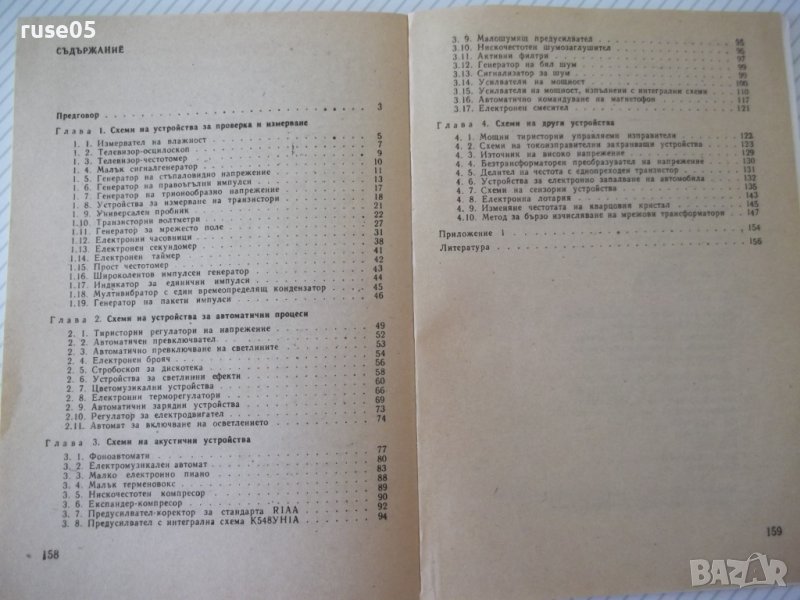 ruse05
СЪДЪРЖАНИЕ
Предговор 3
Глава 1. Схеми на устройства за проверка и измерване
1. 1. Измервател на влажност 5
1. 2. Телевизор-осцилоскоп 7
1. 3. Телевизор-честотомер 9
1. 4. Малък сигналгенератор 10
1. 5. Генератор на стъпаловидно напрежение 11
1. 6. Генератор на правоъгълни импулси 13
1. 7. Генератор на трионообразно напрежение 17
1. 8. Устройства за измерване на транзистори 18
1. 9. Универсален пробник 21
1.10. Транзисторни волтметри 22
1.11. Генератор за мрежесто поле 27
1.12. Електронни часовници 31
1.13. Електронен секундомер 38
1.14. Електронен таймер 41
1.15. Прост честотомер 42
1.16. Широколентов импулсен генератор 43
1.17. Индикатор за единични импулси 44
1.18. Мултивибратор с един времеопределящ кондензатор 45
1.19. Генератор на пакети импулси 46
Глава 2. Схеми на устройства за автоматични процеси
2. 1. Тиристорни регулатори на напрежение 49
2. 2. Автоматичен превключвател 52
2. 3. Автоматично превключване на светлините 53
2. 4. Електронен брояч 54
2. 5. Стробоскоп за дискотека 56
2. 6. Устройства за светлинни ефекти 58
2. 7. Цветомузикални устройства 60
2. 8. Електронни терморегулатори 66
2. 9. Автоматични зарядни устройства 69
2.10. Регулатор за електродвигател 73
2.11. Автомат за включване на осветлението 74
Глава 3. Схеми на акустични устройства
3. 1. Фоноавтомати 77
3. 2. Електромузикален автомат 80
3. 3. Малко електронно пиано 83
3. 4. Малък терменовокс 88
3. 5. Нискочестотен компресор 89
3. 6. Експандер-компресор 90
3. 7. Предусилвател-коректор за стандарта RIAA 92
3. 8. Предусилвател с интегрална схема К548УН1А 94
158
3. 9. Малошумящ предусилвател 95
3.10. Нискочестотен шумозаглушител 96
3.11. Активни филтри 97
3.12. Генератор на бял шум 99
3.13. Сигнализатор за шум 99
3.14. Усилватели на мощност 100
3.15. Усилватели на мощност, изпълнени с интегрални схеми 110
3.16. Автоматично командуване на магнетофон 117
3.17. Електронен смесител 121
Глава 4. Схеми на други устройства
4. 1. Мощни тиристорни управляеми изправители 122
4. 2. Схеми на токоизправителни захранващи устройства 123
4. 3. Източник на високо напрежение 129
4. 4. Безтрансформаторен преобразувател на напрежение 130
4. 5. Делител на честота с еднопреходен транзистор 131
4. 6. Устройства за електронно запалване на автомобила 132
4. 7. Схеми на сензорни устройства 135
4. 8. Електронна лотария 143
4. 9. Изменяне честотата на кварцовия кристал 145
4.10. Метод за бързо изчисляване на мрежови трансформатори 147
Приложение 1 154
Литература 156
159
BAZAR